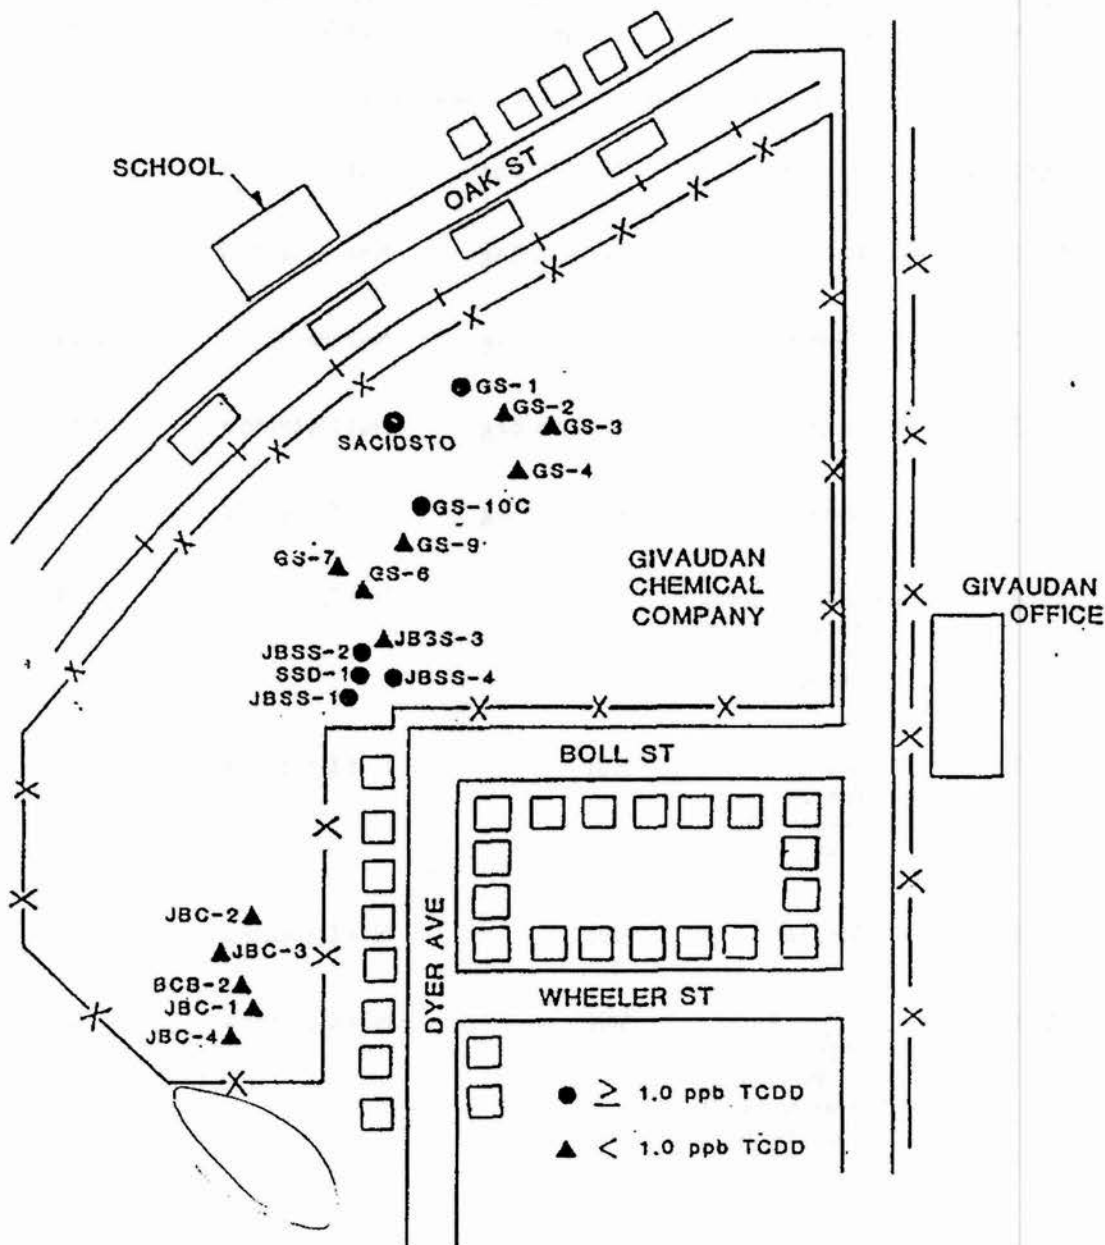 SCHOOL
OAK ST
GS-1
GS-2
GS-3
SACIDSTO
GS-4
GS-10C
GS-9
GS-7
GS-6
GIVAUDAN
CHEMICAL
COMPANY
GIVAUDAN
OFFICE
JBSS-3
JBSS-2
SSD-1
JBSS-4
JBSS-1
BOLL ST
JBC-2
JBC-3
BCB-2
JBC-1
JBC-4
DYER AVE
WHEELER ST
≥ 1.0 ppb TCDD
< 1.0 ppb TCDD